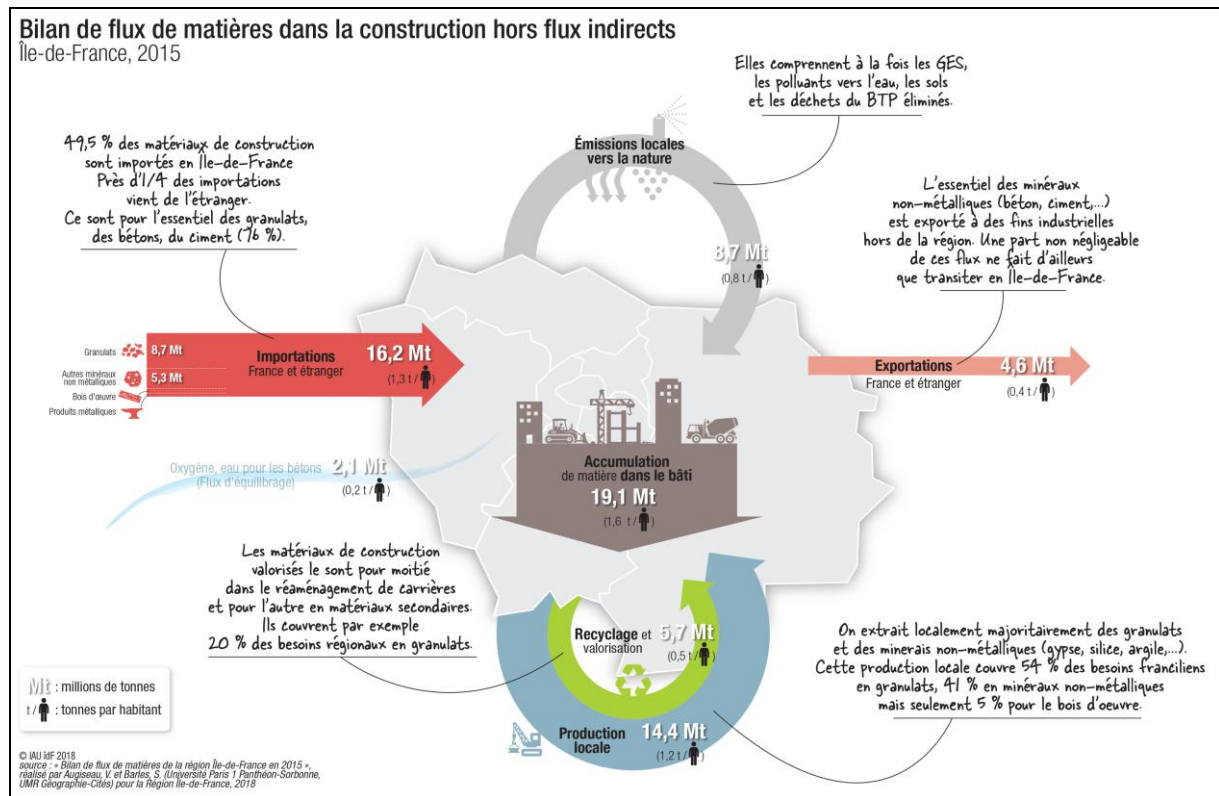 Bilan de flux de matières dans la construction hors flux indirects
Île-de-France, 2015
Elles comprennent à la fois les GES,
les polluants vers l'eau, les sols
et les déchets du BTP éliminés.
49,5 % des matériaux de construction
sont importés en Île-de-France
Près d'1/4 des importations
vient de l'étranger.
Ce sont pour l'essentiel des granulats,
des bétons, du ciment (76 %).
Émissions locales
vers la nature
8,7 Mt
(0,8 t/)
L'essentiel des minéraux
non-métalliques (béton, ciment,...)
est exporté à des fins industrielles
hors de la région. Une part non négligeable
de ces flux ne fait d'ailleurs
que transiter en Île-de-France.
Granulats 8,7 Mt
Autres minéraux
non métalliques 5,3 Mt
Bois d'œuvre
Produits métalliques
Importations
France et étranger
16,2 Mt
(1,3 t/)
Exportations
France et étranger
4,6 Mt
(0,4 t/)
Oxygène, eau pour les bétons
(Flux d'équilibrage)
2,1 Mt
(0,2 t/)
Accumulation
de matière dans le bâti
19,1 Mt
(1,6 t/)
Les matériaux de construction
valorisés le sont pour moitié
dans le réaménagement de carrières
et pour l'autre en matériaux secondaires.
Ils couvrent par exemple
20 % des besoins régionaux en granulats.
Recyclage et
valorisation
5,7 Mt
(0,5 t/)
On extrait localement majoritairement des granulats
et des minerais non-métalliques (gypse, silice, argile,...).
Cette production locale couvre 54 % des besoins franciliens
en granulats, 41 % en minéraux non-métalliques
mais seulement 5 % pour le bois d'oeuvre.
Production
locale
14,4 Mt
(1,2 t/)
Mt : millions de tonnes
t/ : tonnes par habitant
© IAU îdF 2018
source : « Bilan de flux de matières de la région Île-de-France en 2015 »,
réalisé par Augiseau, V. et Barles, S. (Université Paris 1 Panthéon-Sorbonne,
UMR Géographie-Cités) pour la Région Île-de-France, 2018